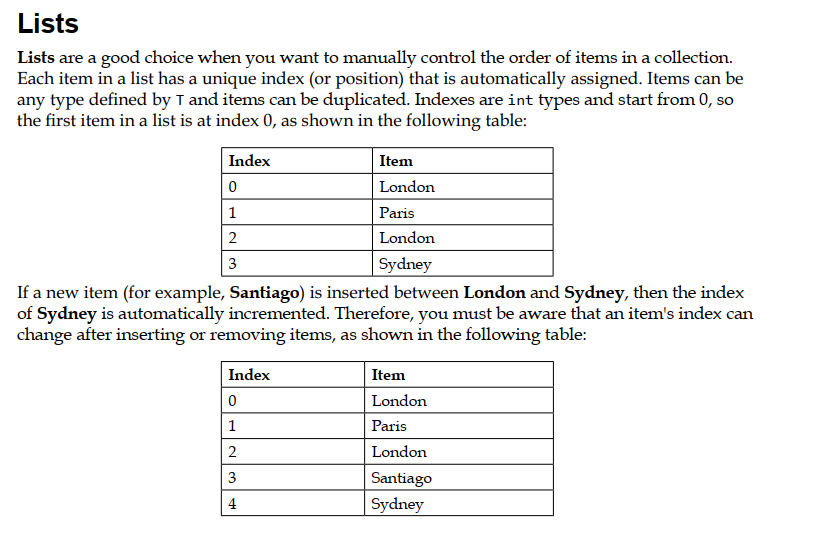 Lists
Lists are a good choice when you want to manually control the order of items in a collection.
Each item in a list has a unique index (or position) that is automatically assigned. Items can be
any type defined by T and items can be duplicated. Indexes are int types and start from 0, so
the first item in a list is at index 0, as shown in the following table:
Index Item
0 London
1 Paris
2 London
3 Sydney
If a new item (for example, Santiago) is inserted between London and Sydney, then the index
of Sydney is automatically incremented. Therefore, you must be aware that an item's index can
change after inserting or removing items, as shown in the following table:
Index Item
0 London
1 Paris
2 London
3 Santiago
4 Sydney